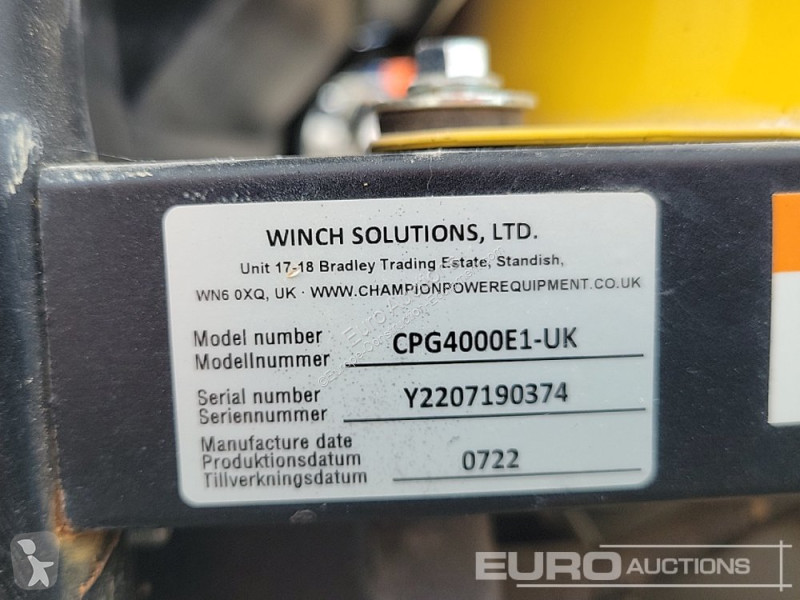 WINCH SOLUTIONS, LTD.
Unit 17-18 Bradley Trading Estate, Standish,
WN6 0XQ, UK · WWW.CHAMPIONPOWEREQUIPMENT.CO.UK
Model number
Modellnummer CPG4000E1-UK
Serial number
Seriennummer Y2207190374
Manufacture date
Produktionsdatum 0722
Tillverkningsdatum
EURO AUCTIONS